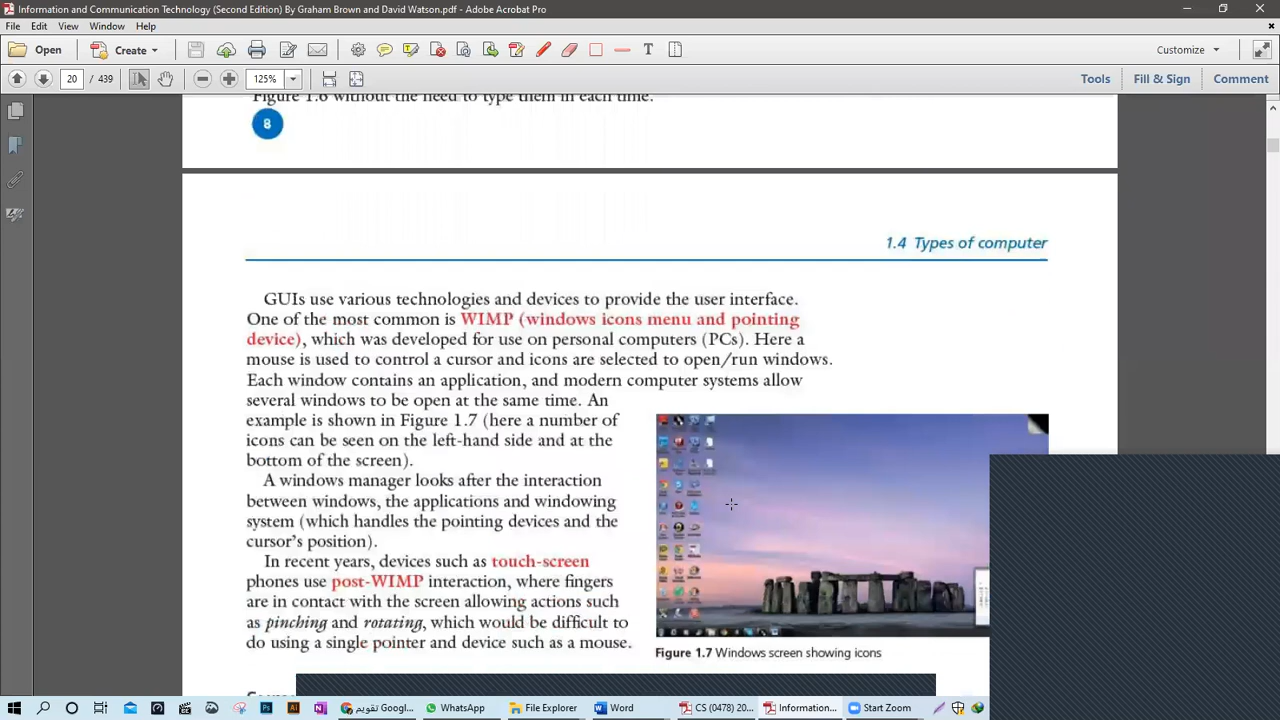 Information and Communication Technology (Second Edition) By Graham Brown and David Watson.pdf - Adobe Acrobat Pro
File Edit View Window Help
Open Create Customize
20 / 439 125% Tools Fill & Sign Comment
Figure 1.6 without the need to type them in each time.
8
1.4 Types of computer
GUIs use various technologies and devices to provide the user interface.
One of the most common is WIMP (windows icons menu and pointing
device), which was developed for use on personal computers (PCs). Here a
mouse is used to control a cursor and icons are selected to open/run windows.
Each window contains an application, and modern computer systems allow
several windows to be open at the same time. An
example is shown in Figure 1.7 (here a number of
icons can be seen on the left-hand side and at the
bottom of the screen).
A windows manager looks after the interaction
between windows, the applications and windowing
system (which handles the pointing devices and the
cursor's position).
In recent years, devices such as touch-screen
phones use post-WIMP interaction, where fingers
are in contact with the screen allowing actions such
as pinching and rotating, which would be difficult to
do using a single pointer and device such as a mouse.
Figure 1.7 Windows screen showing icons
تقويم Googl... WhatsApp File Explorer Word CS (0478) 20... Information... Start Zoom